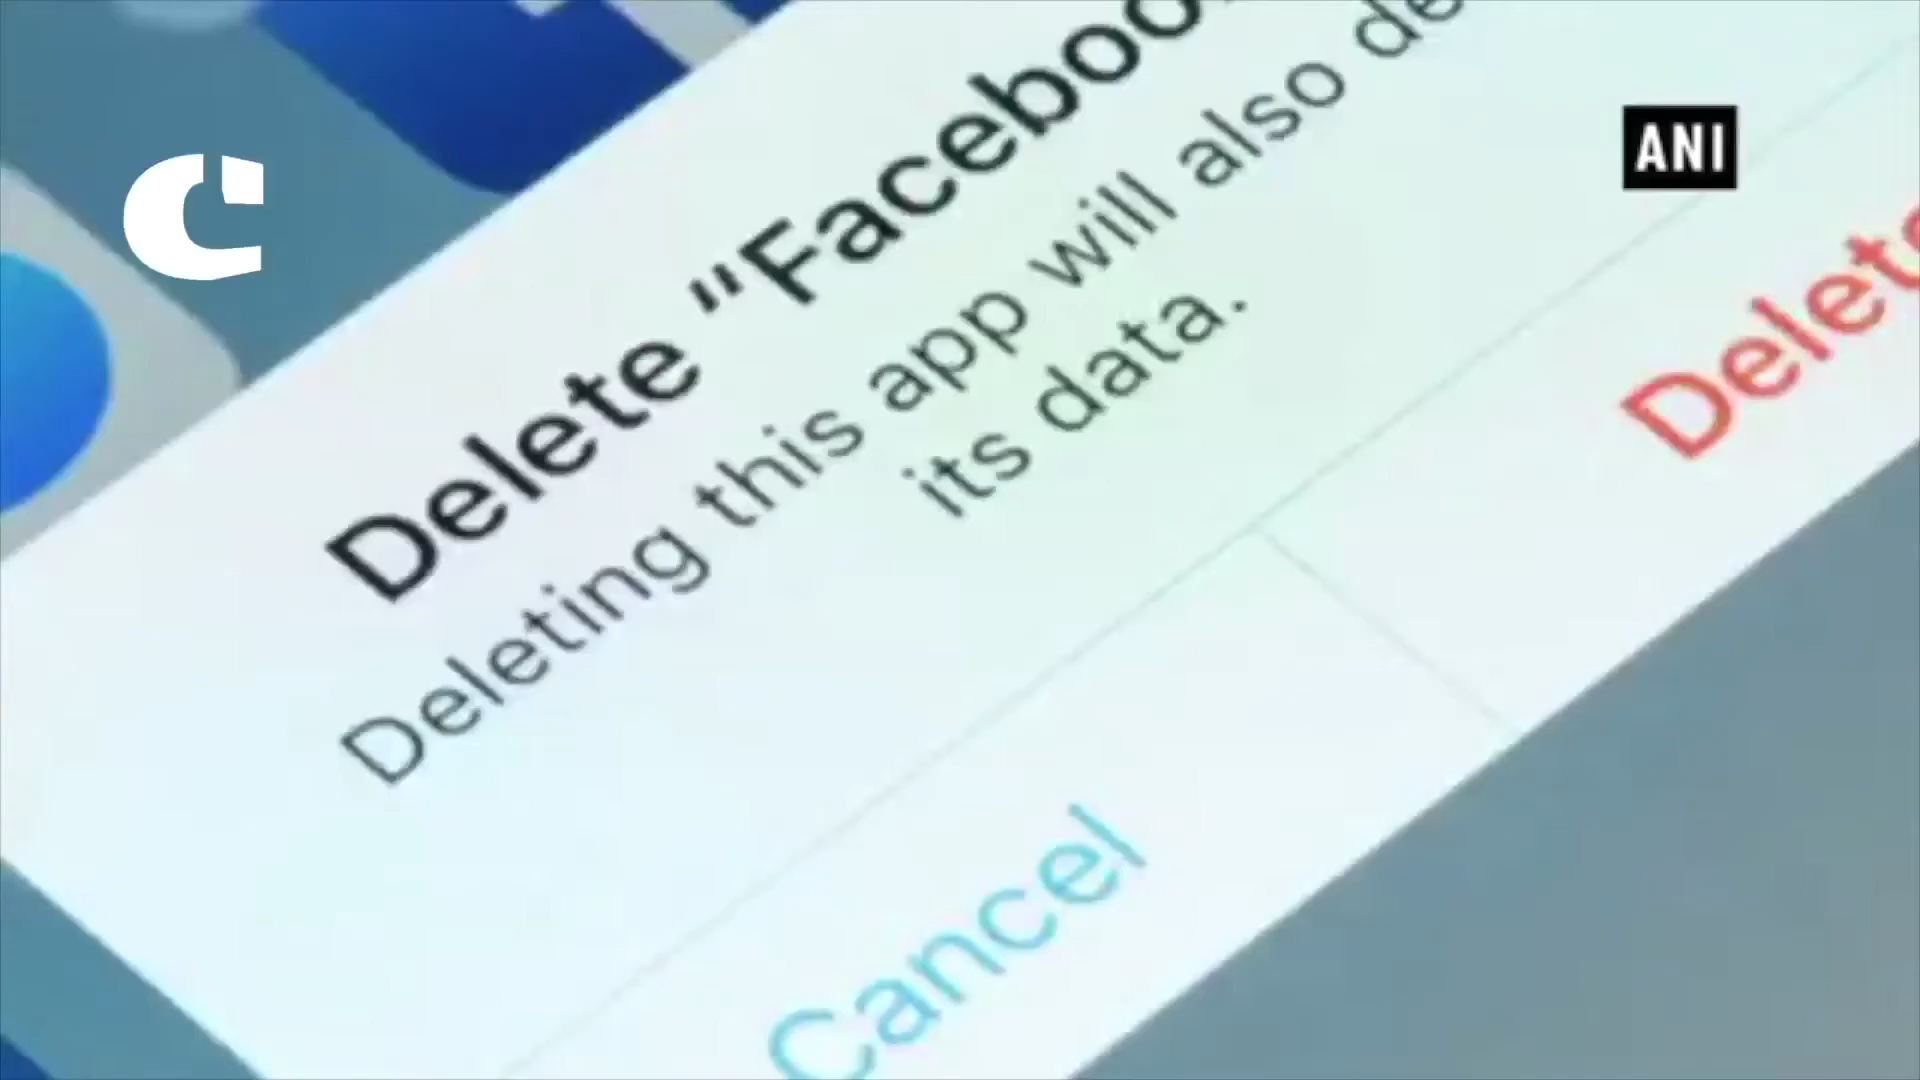 Delete "Faceboo
Deleting this app will also de
its data.
Cancel
Delete
C
ANI